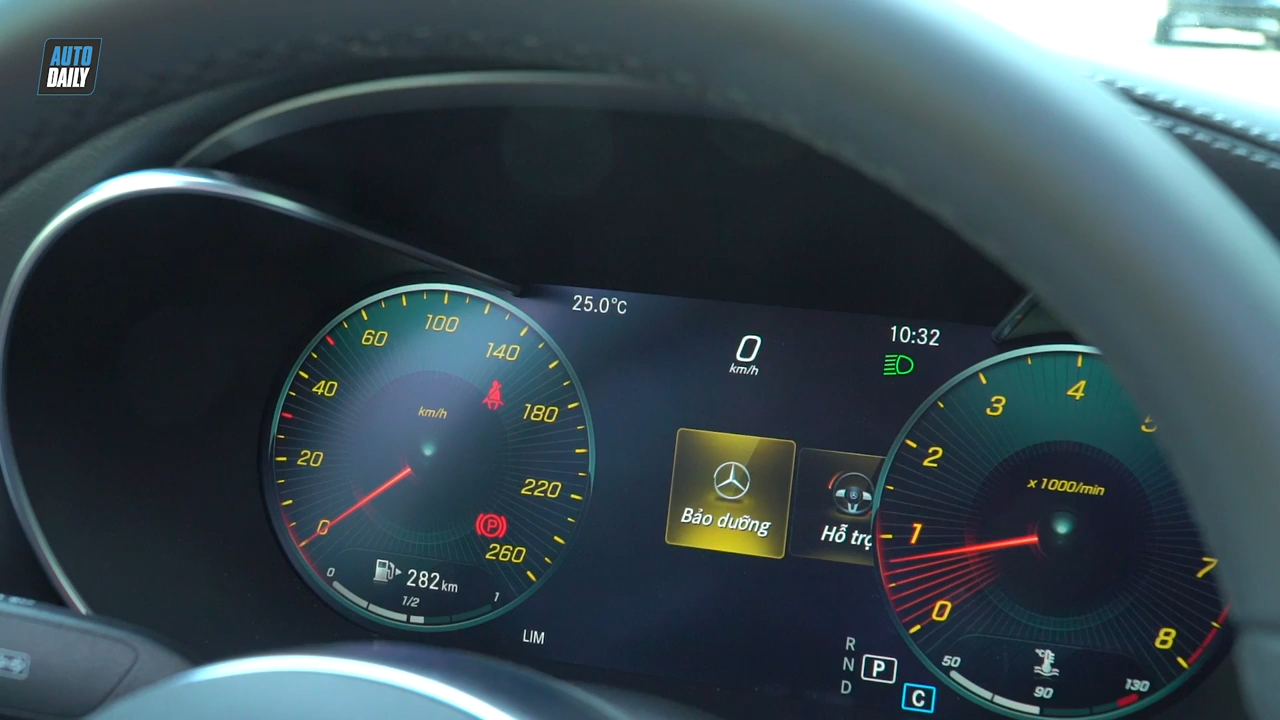 AUTO
DAILY
25.0°C
0
km/h
10:32
0
20
40
60
100
140
180
220
260
km/h
282 km
0
1/2
1
LIM
Bảo dưỡng
Hỗ trợ
0
1
2
3
4
5
7
8
x 1000/min
50
90
130
°C
R
N
D
P
C
P